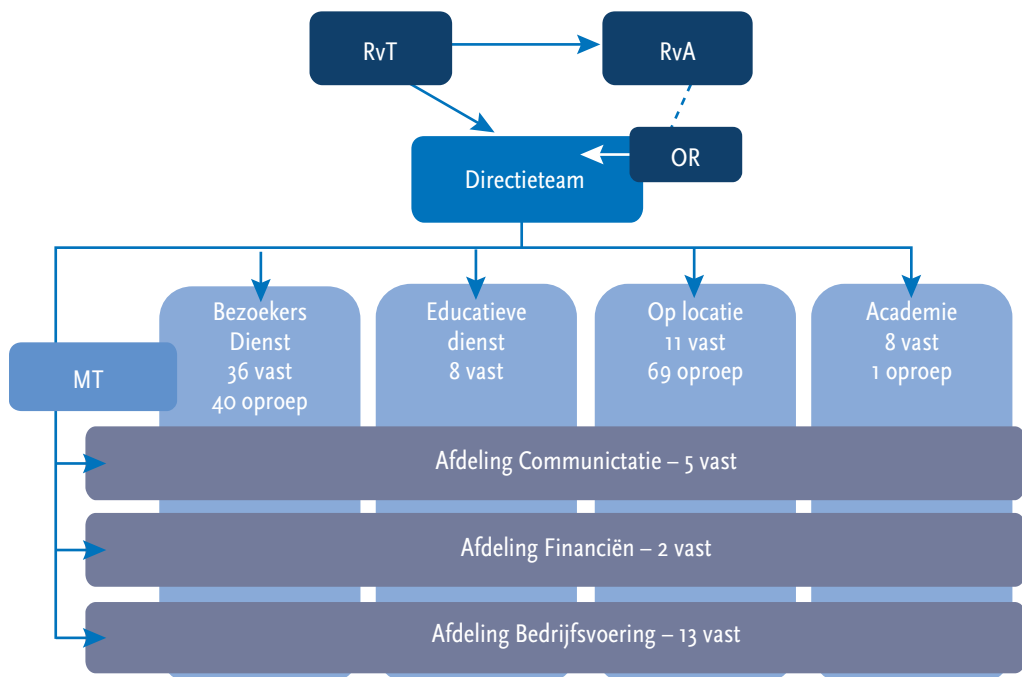 RvT
RvA
OR
Directieteam
Bezoekers
Dienst
36 vast
40 oproep
Educatieve
dienst
8 vast
Op locatie
11 vast
69 oproep
Academie
8 vast
1 oproep
MT
Afdeling Communictatie – 5 vast
Afdeling Financiën – 2 vast
Afdeling Bedrijfsvoering – 13 vast